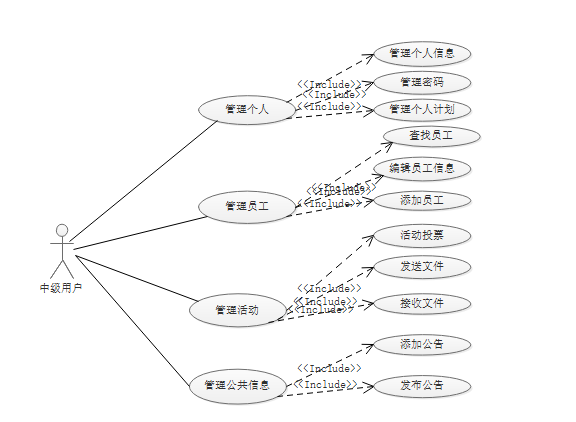 管理个人信息
<<Include>>
管理密码
<<Include>>
管理个人
<<Include>>
管理个人计划
查找员工
编辑员工信息
<<Include>>
<<Include>>
管理员工
<<Include>>
添加员工
活动投票
发送文件
中级用户
<<Include>>
<<Include>>
管理活动
<<Include>>
接收文件
添加公告
<<Include>>
管理公共信息
<<Include>>
发布公告